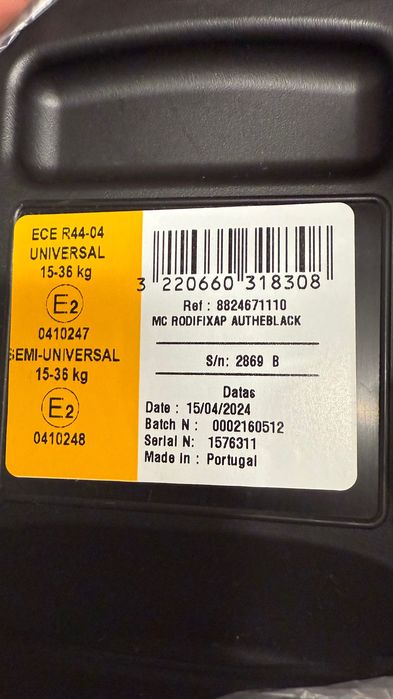 ECE R44-04
UNIVERSAL
15-36 kg
E2
0410247
SEMI-UNIVERSAL
15-36 kg
E2
0410248
3 220660 318308
Ref : 8824671110
MC RODIFIXAP AUTHEBLACK
S/n: 2869 B
Datas
Date : 15/04/2024
Batch N : 0002160512
Serial N: 1576311
Made In : Portugal